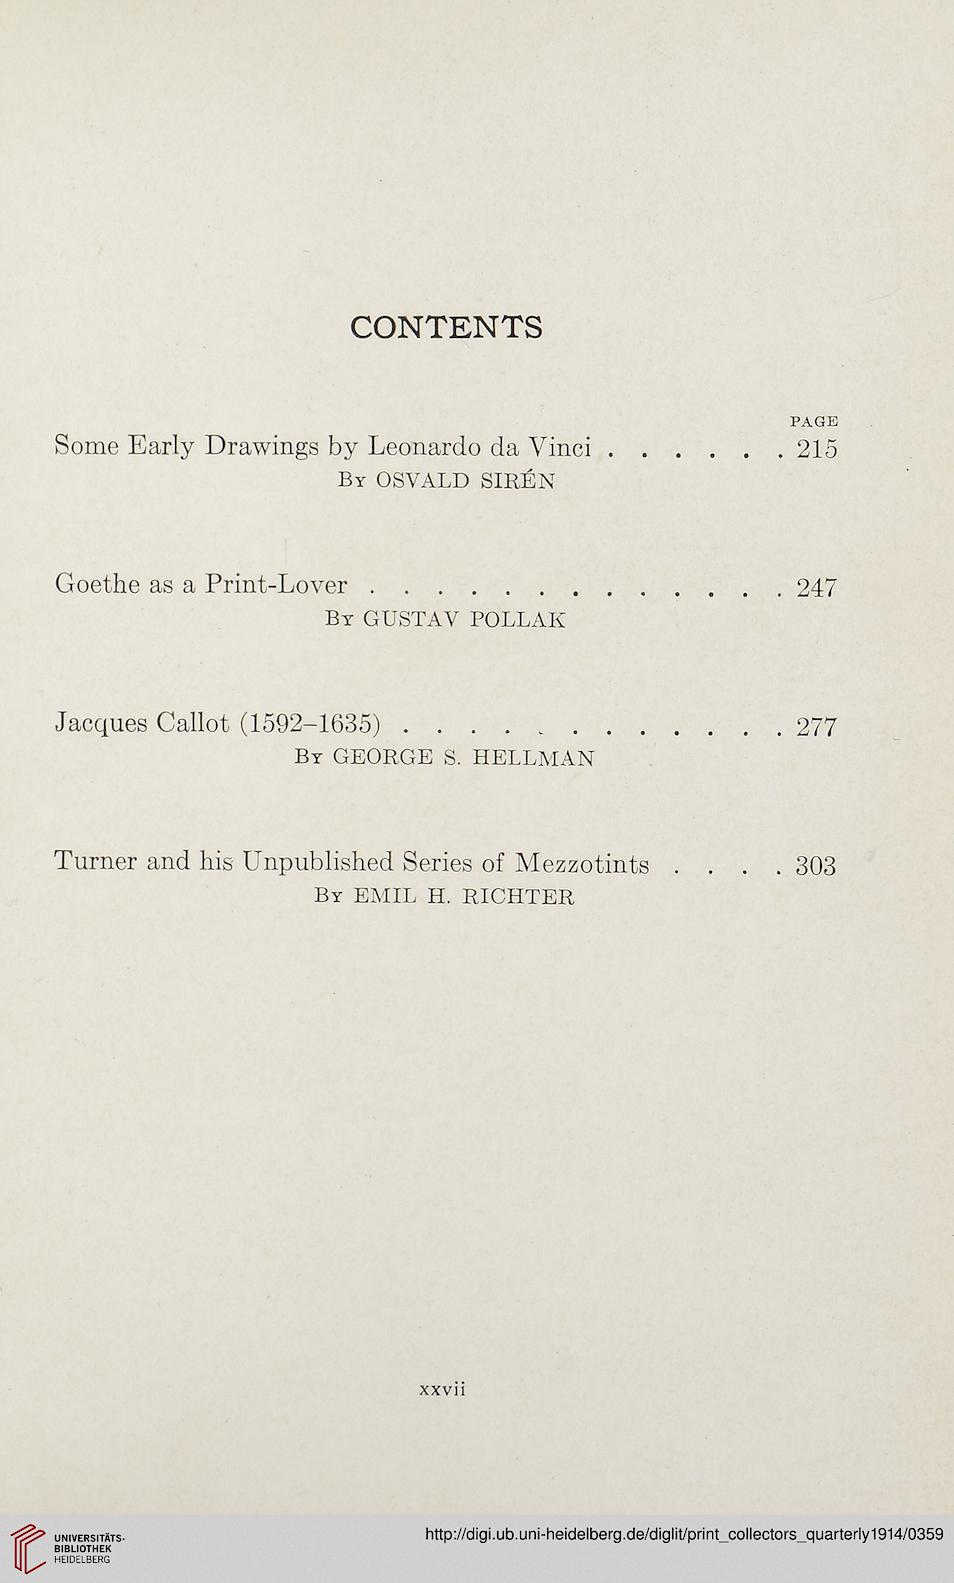 CONTENTS
PAGE
Some Early Drawings by Leonardo da Vinci . . . . . . 215
By OSVALD SIRÉN
Goethe as a Print-Lover . . . . . . . . . . . . . 247
By GUSTAV POLLAK
Jacques Callot (1592–1635) . . . . . . . . . . . . 277
By GEORGE S. HELLMAN
Turner and his Unpublished Series of Mezzotints . . . . 303
By EMIL H. RICHTER
xxvii
UNIVERSITÄTS-
BIBLIOTHEK
HEIDELBERG
http://digi.ub.uni-heidelberg.de/diglit/print_collectors_quarterly1914/0359